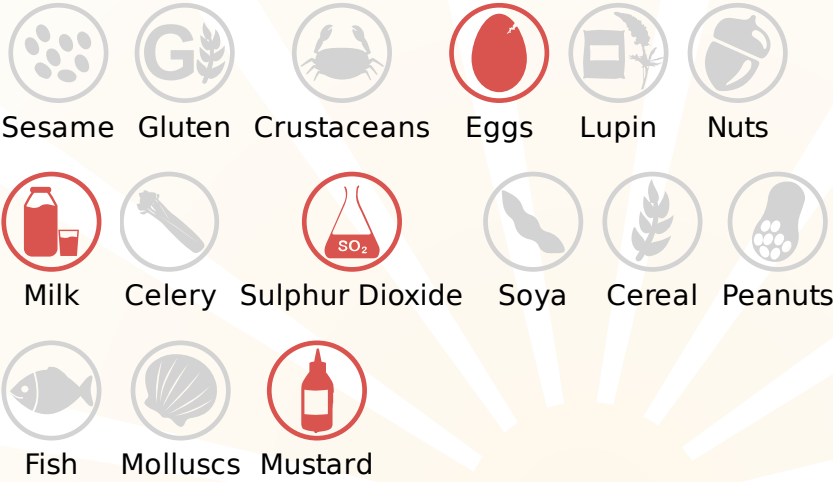 G
Sesame Gluten Crustaceans Eggs Lupin Nuts
SO₂
Milk Celery Sulphur Dioxide Soya Cereal Peanuts
Fish Molluscs Mustard